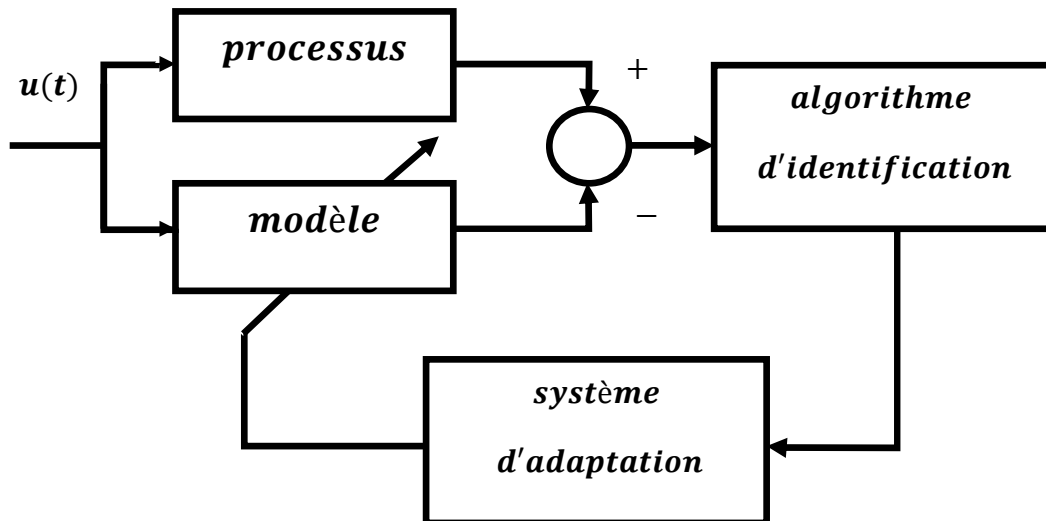 processus
u(t)
+
algorithme
d'identification
modèle
−
système
d'adaptation